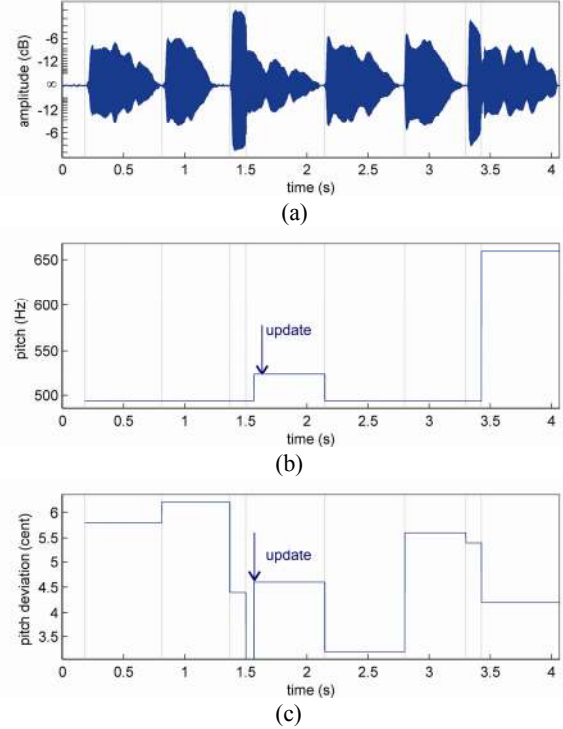 amplitude (dB)
-6
-12
∞
-12
-6
0 0.5 1 1.5 2 2.5 3 3.5 4
time (s)
(a)
pitch (Hz)
650
600
550
500
update
0 0.5 1 1.5 2 2.5 3 3.5 4
time (s)
(b)
pitch deviation (cent)
6
5.5
5
4.5
4
3.5
update
0 0.5 1 1.5 2 2.5 3 3.5 4
time (s)
(c)